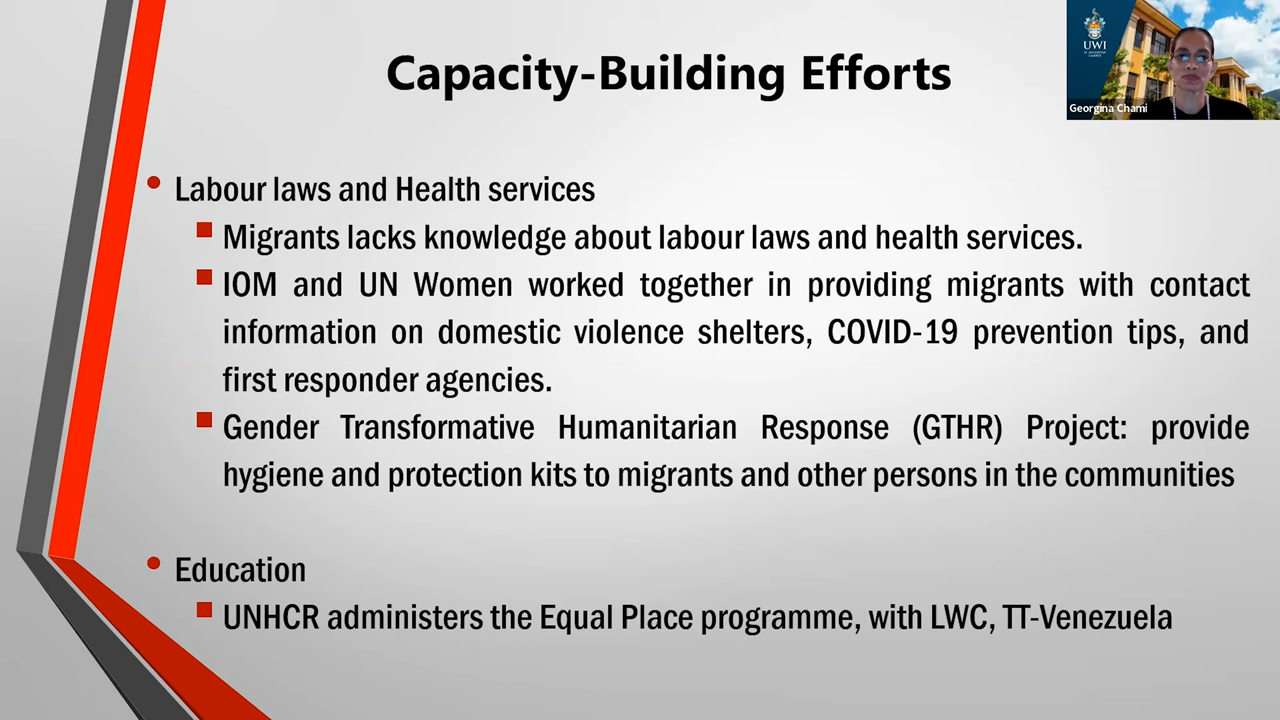 Capacity-Building Efforts
UWI
Georgina Chami
Labour laws and Health services
Migrants lacks knowledge about labour laws and health services.
IOM and UN Women worked together in providing migrants with contact
information on domestic violence shelters, COVID-19 prevention tips, and
first responder agencies.
Gender Transformative Humanitarian Response (GTHR) Project: provide
hygiene and protection kits to migrants and other persons in the communities
Education
UNHCR administers the Equal Place programme, with LWC, TT-Venezuela